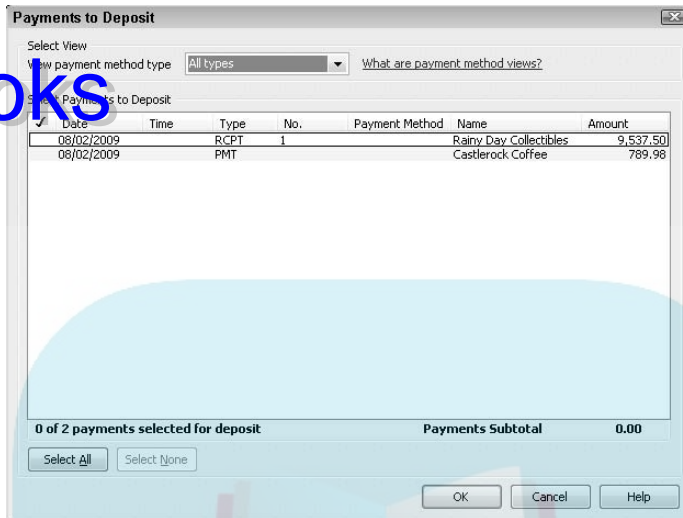 Payments to Deposit
Select View
View payment method type All types What are payment method views?
oks
Select Payments to Deposit
✓ Date Time Type No. Payment Method Name Amount
08/02/2009 RCPT 1 Rainy Day Collectibles 9,537.50
08/02/2009 PMT Castlerock Coffee 789.98
0 of 2 payments selected for deposit Payments Subtotal 0.00
Select All Select None
OK Cancel Help